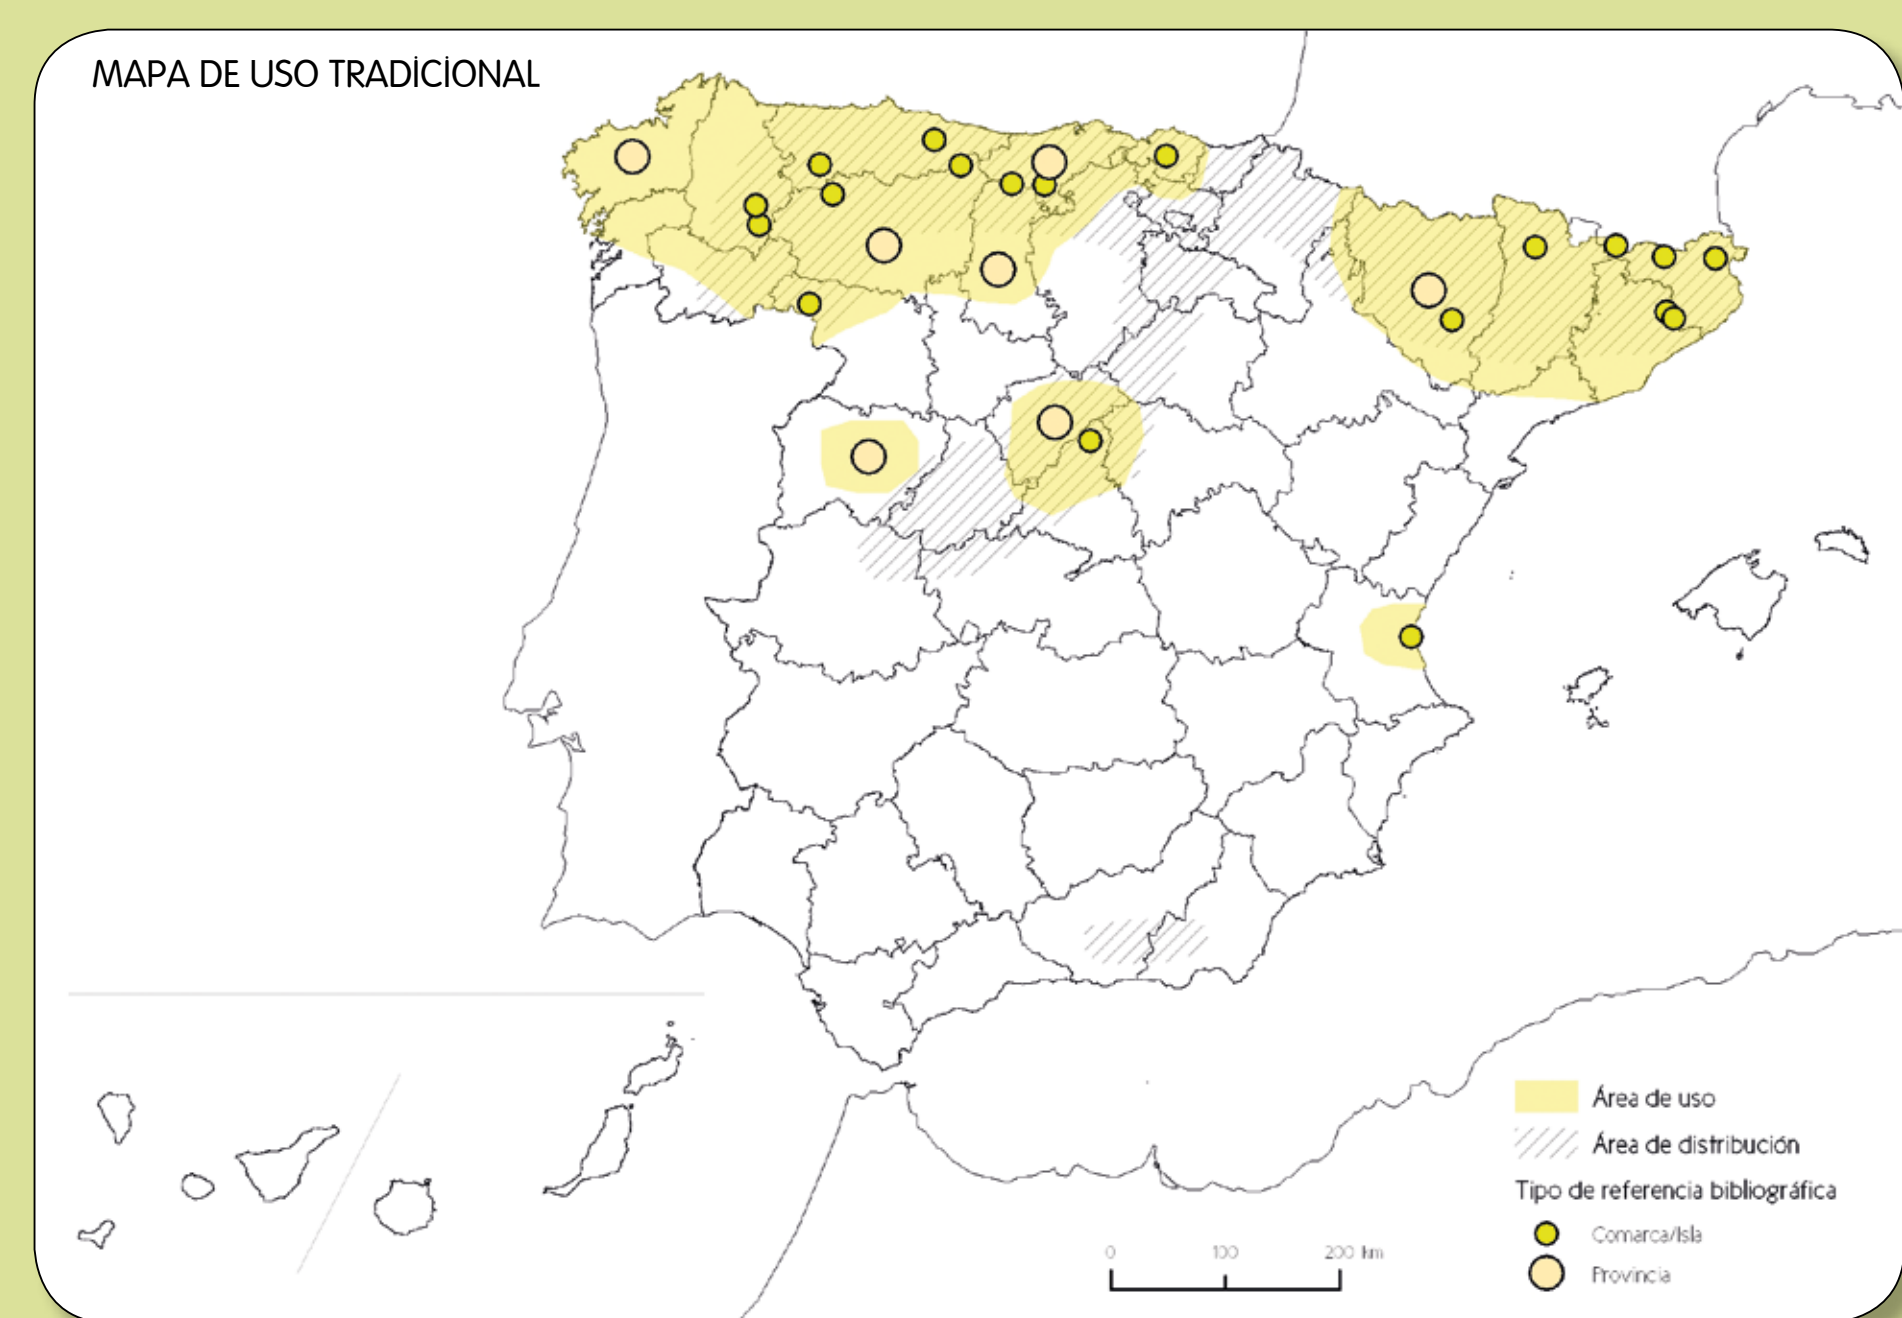 MAPA DE USO TRADICIONAL
Área de uso
Área de distribución
Tipo de referencia bibliográfica
Comarca/Isla
Provincia
0 100 200 km